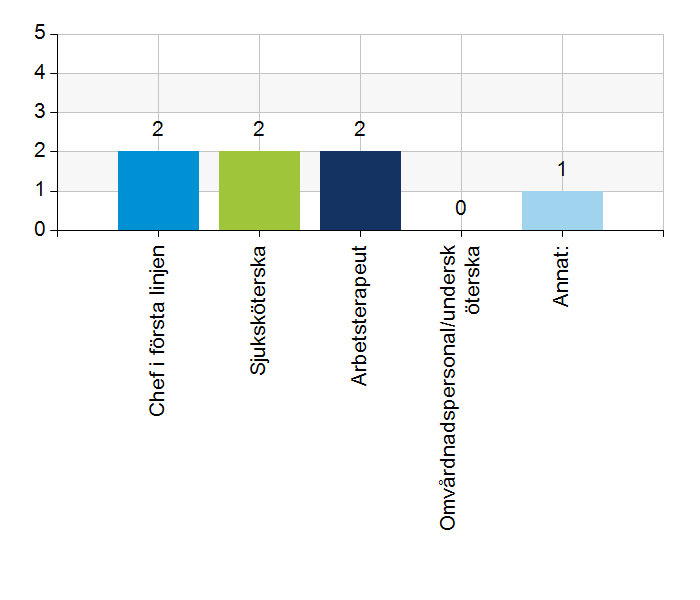 5
4
3
2
1
0
2
2
2
0
1
Chef i första linjen
Sjuksköterska
Arbetsterapeut
Omvårdnadspersonal/undersk
öterska
Annat: